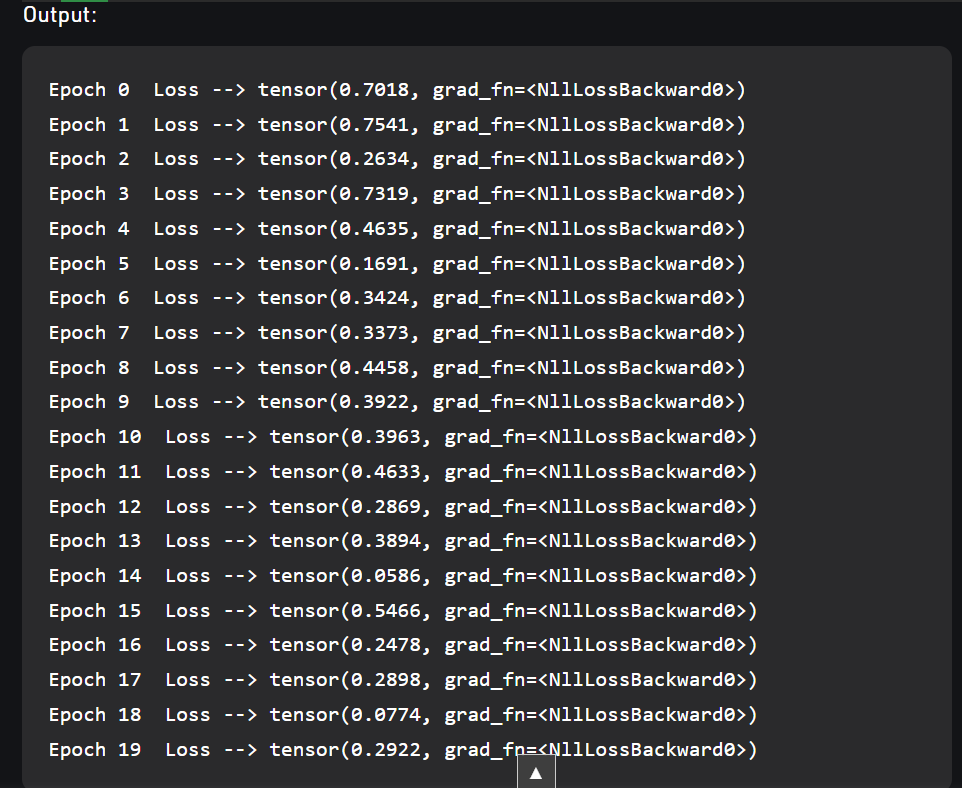 Output:
Epoch 0  Loss --> tensor(0.7018, grad_fn=<NllLossBackward0>)
Epoch 1  Loss --> tensor(0.7541, grad_fn=<NllLossBackward0>)
Epoch 2  Loss --> tensor(0.2634, grad_fn=<NllLossBackward0>)
Epoch 3  Loss --> tensor(0.7319, grad_fn=<NllLossBackward0>)
Epoch 4  Loss --> tensor(0.4635, grad_fn=<NllLossBackward0>)
Epoch 5  Loss --> tensor(0.1691, grad_fn=<NllLossBackward0>)
Epoch 6  Loss --> tensor(0.3424, grad_fn=<NllLossBackward0>)
Epoch 7  Loss --> tensor(0.3373, grad_fn=<NllLossBackward0>)
Epoch 8  Loss --> tensor(0.4458, grad_fn=<NllLossBackward0>)
Epoch 9  Loss --> tensor(0.3922, grad_fn=<NllLossBackward0>)
Epoch 10  Loss --> tensor(0.3963, grad_fn=<NllLossBackward0>)
Epoch 11  Loss --> tensor(0.4633, grad_fn=<NllLossBackward0>)
Epoch 12  Loss --> tensor(0.2869, grad_fn=<NllLossBackward0>)
Epoch 13  Loss --> tensor(0.3894, grad_fn=<NllLossBackward0>)
Epoch 14  Loss --> tensor(0.0586, grad_fn=<NllLossBackward0>)
Epoch 15  Loss --> tensor(0.5466, grad_fn=<NllLossBackward0>)
Epoch 16  Loss --> tensor(0.2478, grad_fn=<NllLossBackward0>)
Epoch 17  Loss --> tensor(0.2898, grad_fn=<NllLossBackward0>)
Epoch 18  Loss --> tensor(0.0774, grad_fn=<NllLossBackward0>)
Epoch 19  Loss --> tensor(0.2922, grad_fn=<NllLossBackward0>)